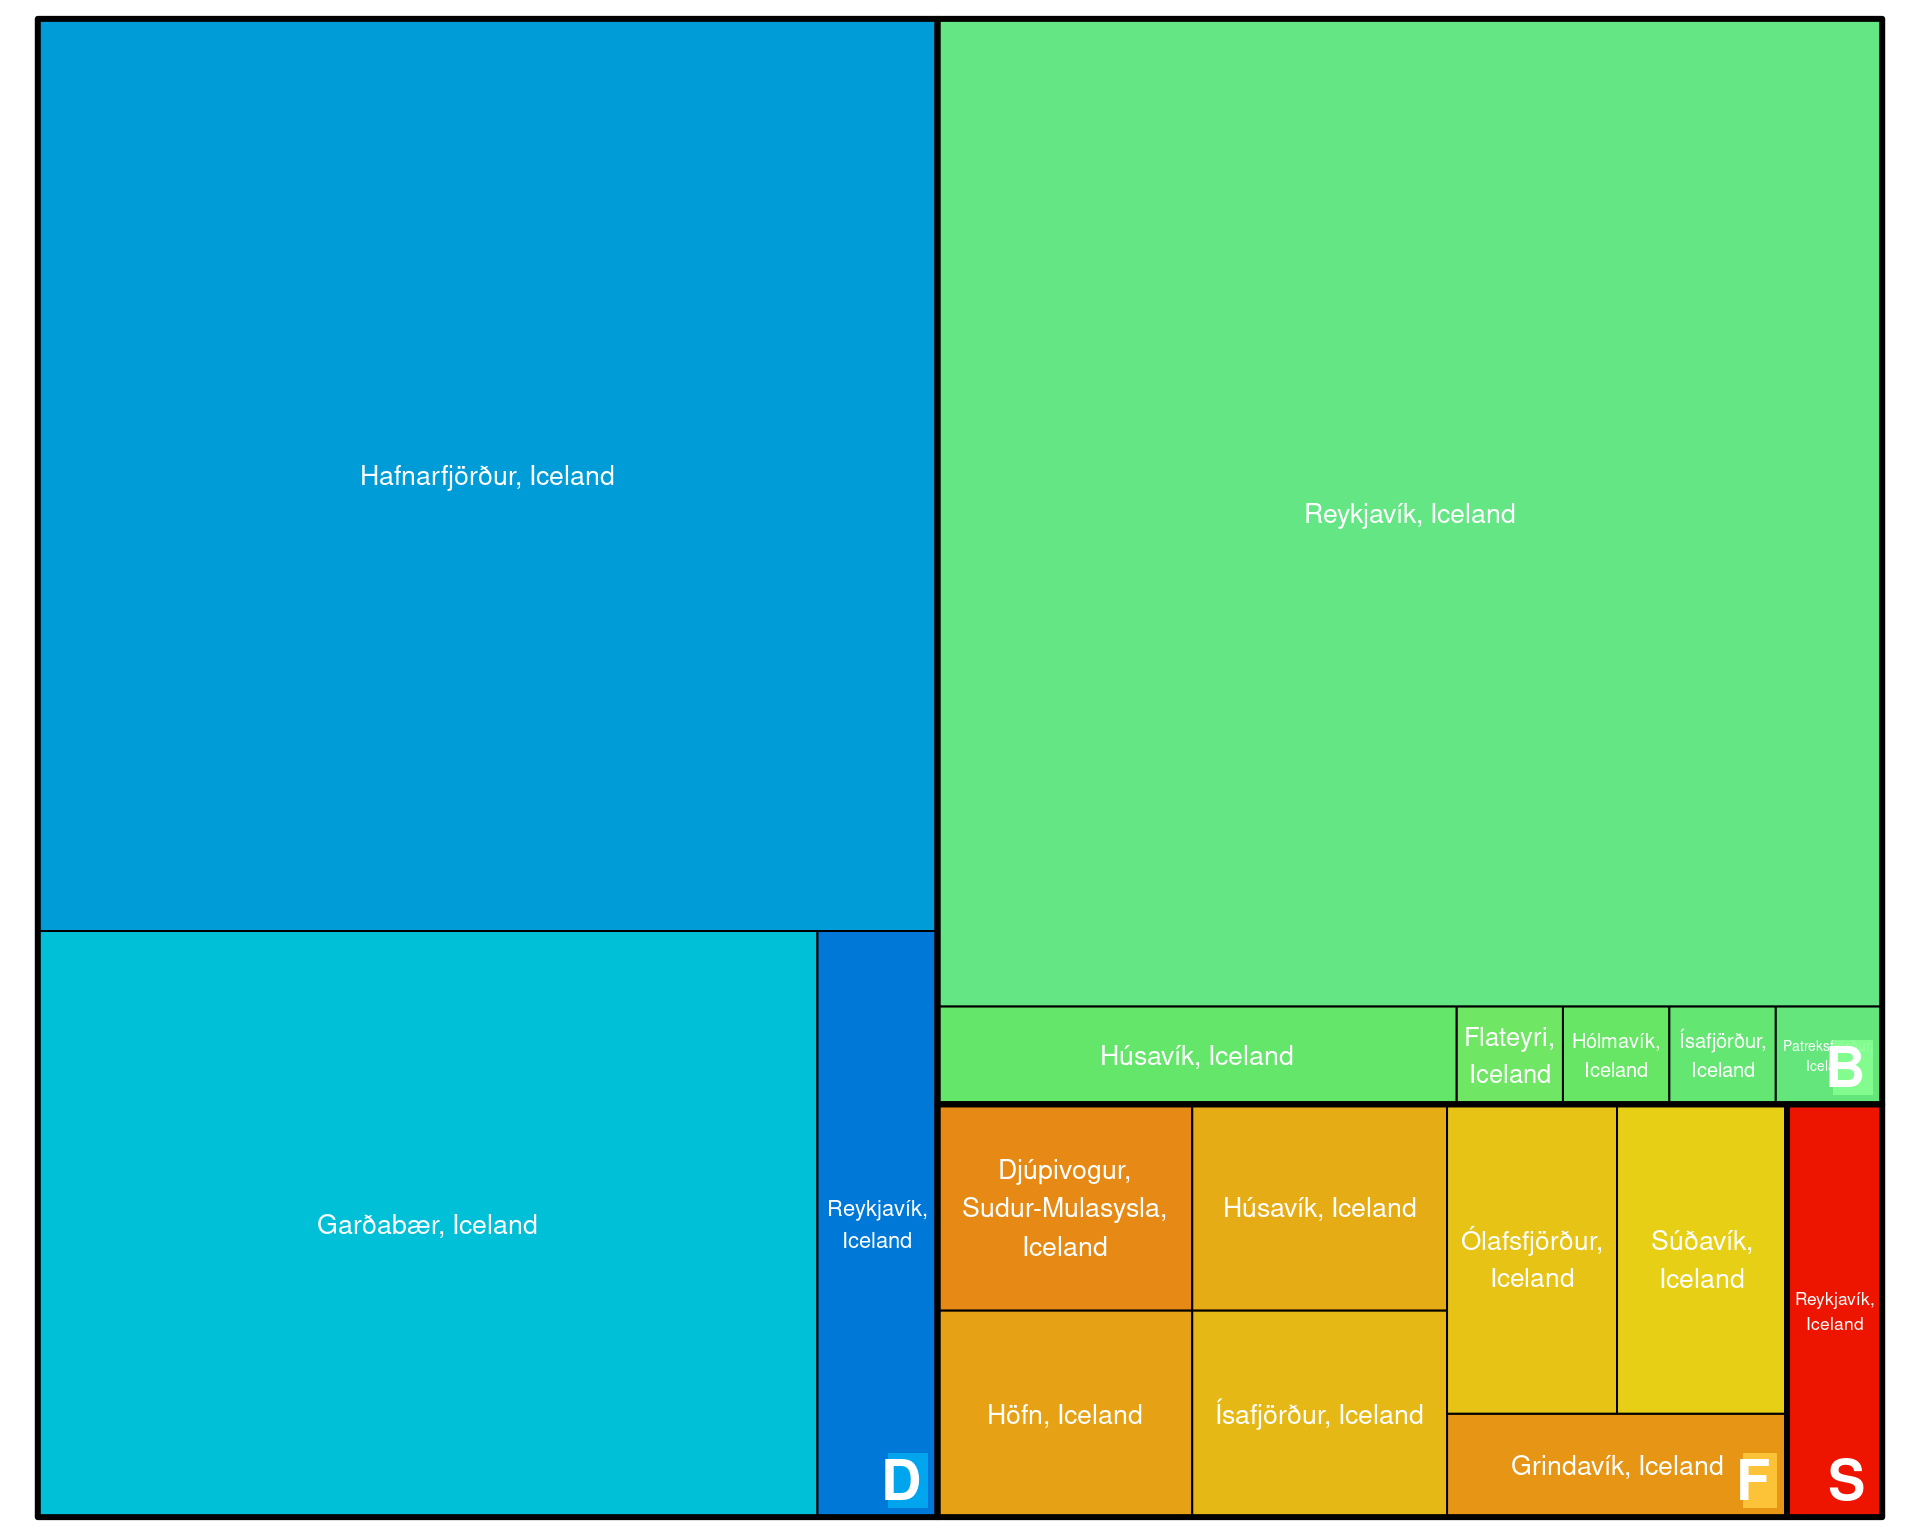 Hafnarfjörður, Iceland
Garðabær, Iceland
Reykjavík,
Iceland
D
Reykjavík, Iceland
Húsavík, Iceland
Flateyri,
Iceland
Hólmavík,
Iceland
Ísafjörður,
Iceland
B
Djúpivogur,
Sudur-Mulasysla,
Iceland
Húsavík, Iceland
Höfn, Iceland
Ísafjörður, Iceland
Ólafsfjörður,
Iceland
Súðavík,
Iceland
Grindavík, Iceland
F
Reykjavík,
Iceland
S